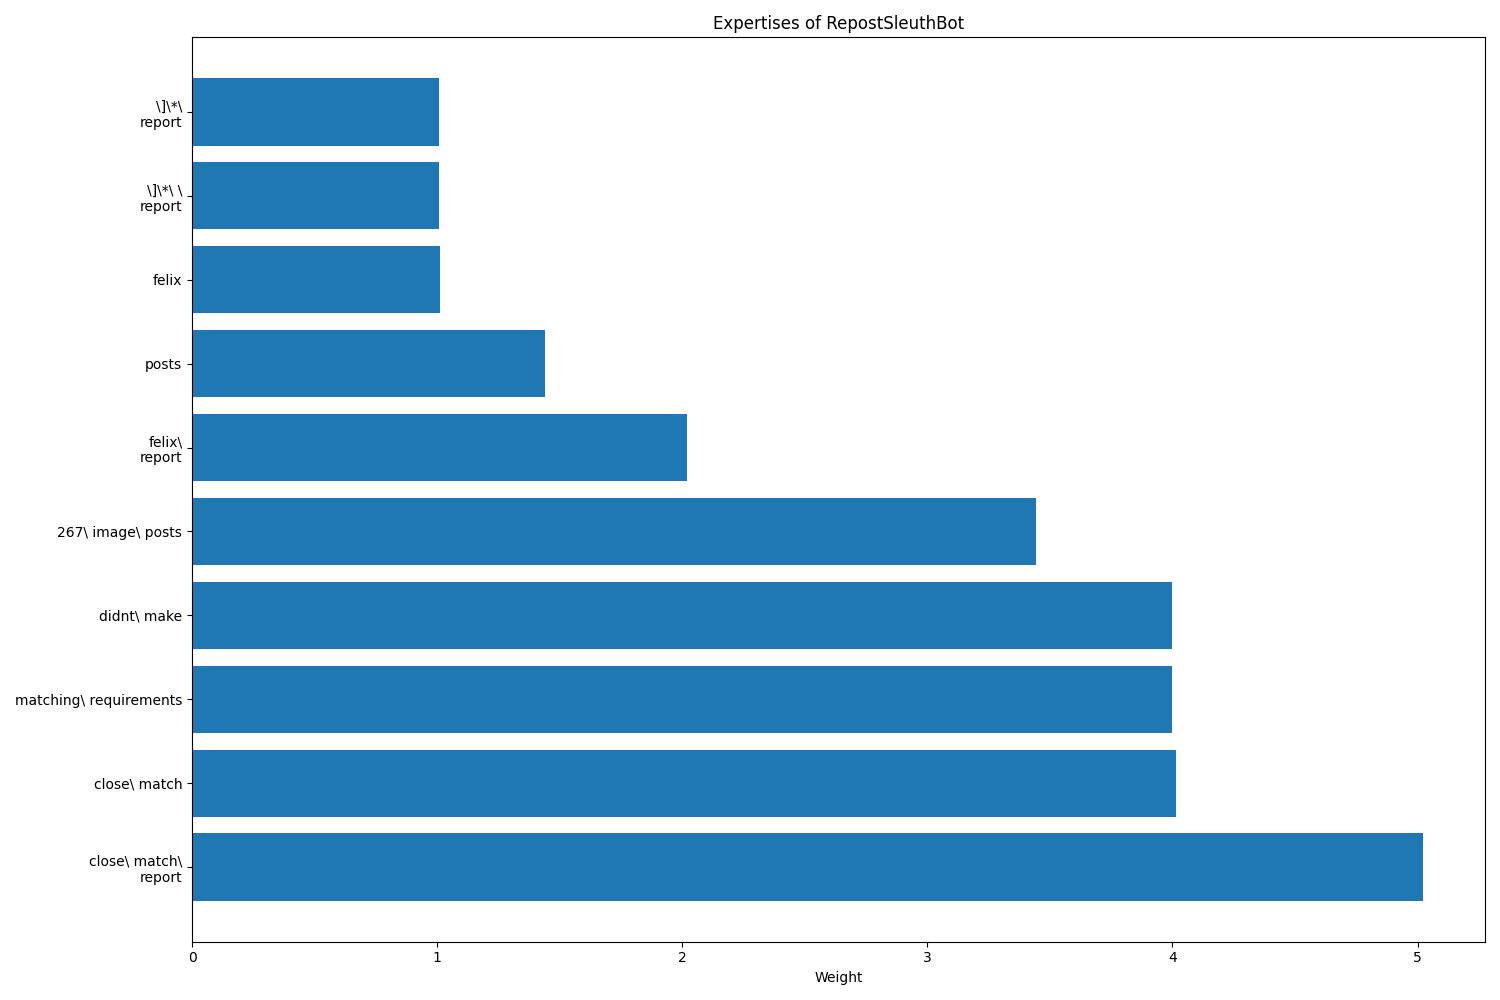 Expertises of RepostSleuthBot
\]\*\
report
\]\*\ \
report
felix
posts
felix\
report
267\ image\ posts
didnt\ make
matching\ requirements
close\ match
close\ match\
report
0 1 2 3 4 5
Weight